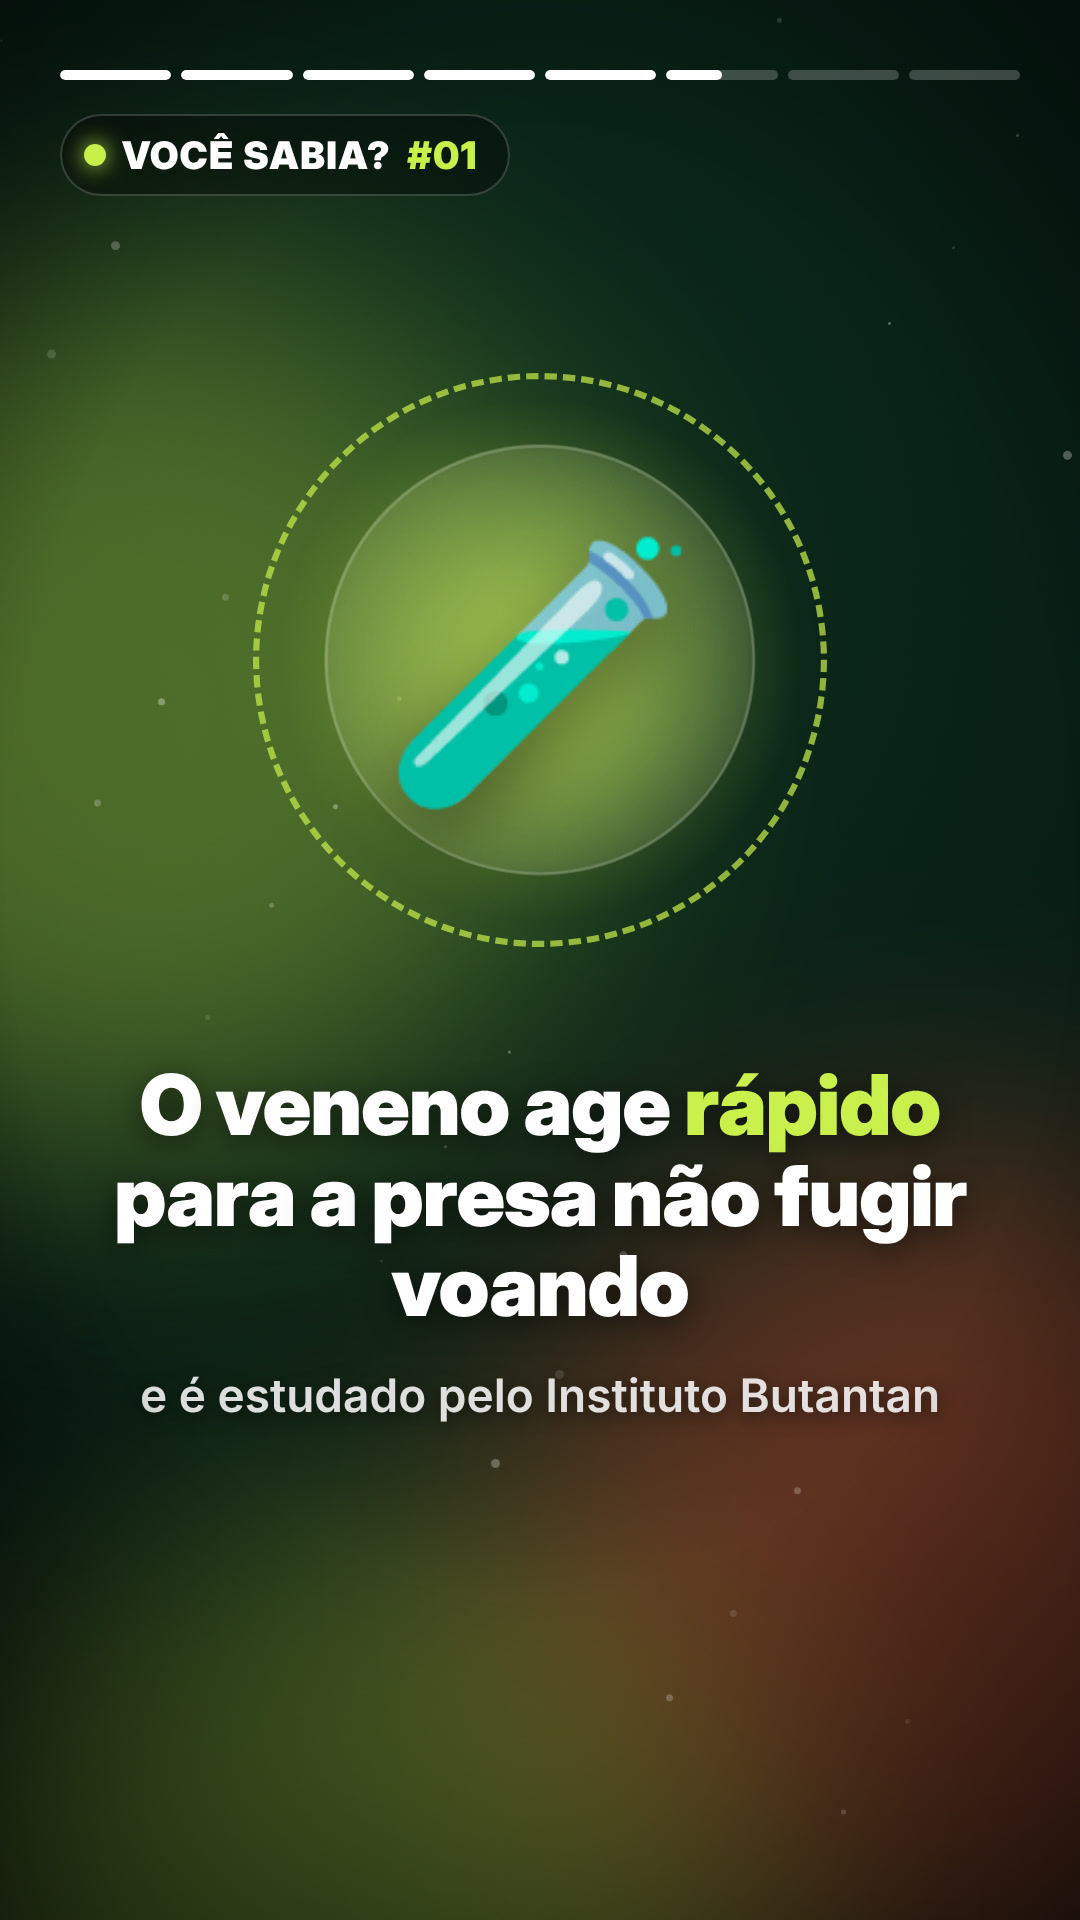 VOCÊ SABIA? #01
O veneno age rápido
para a presa não fugir
voando
e é estudado pelo Instituto Butantan